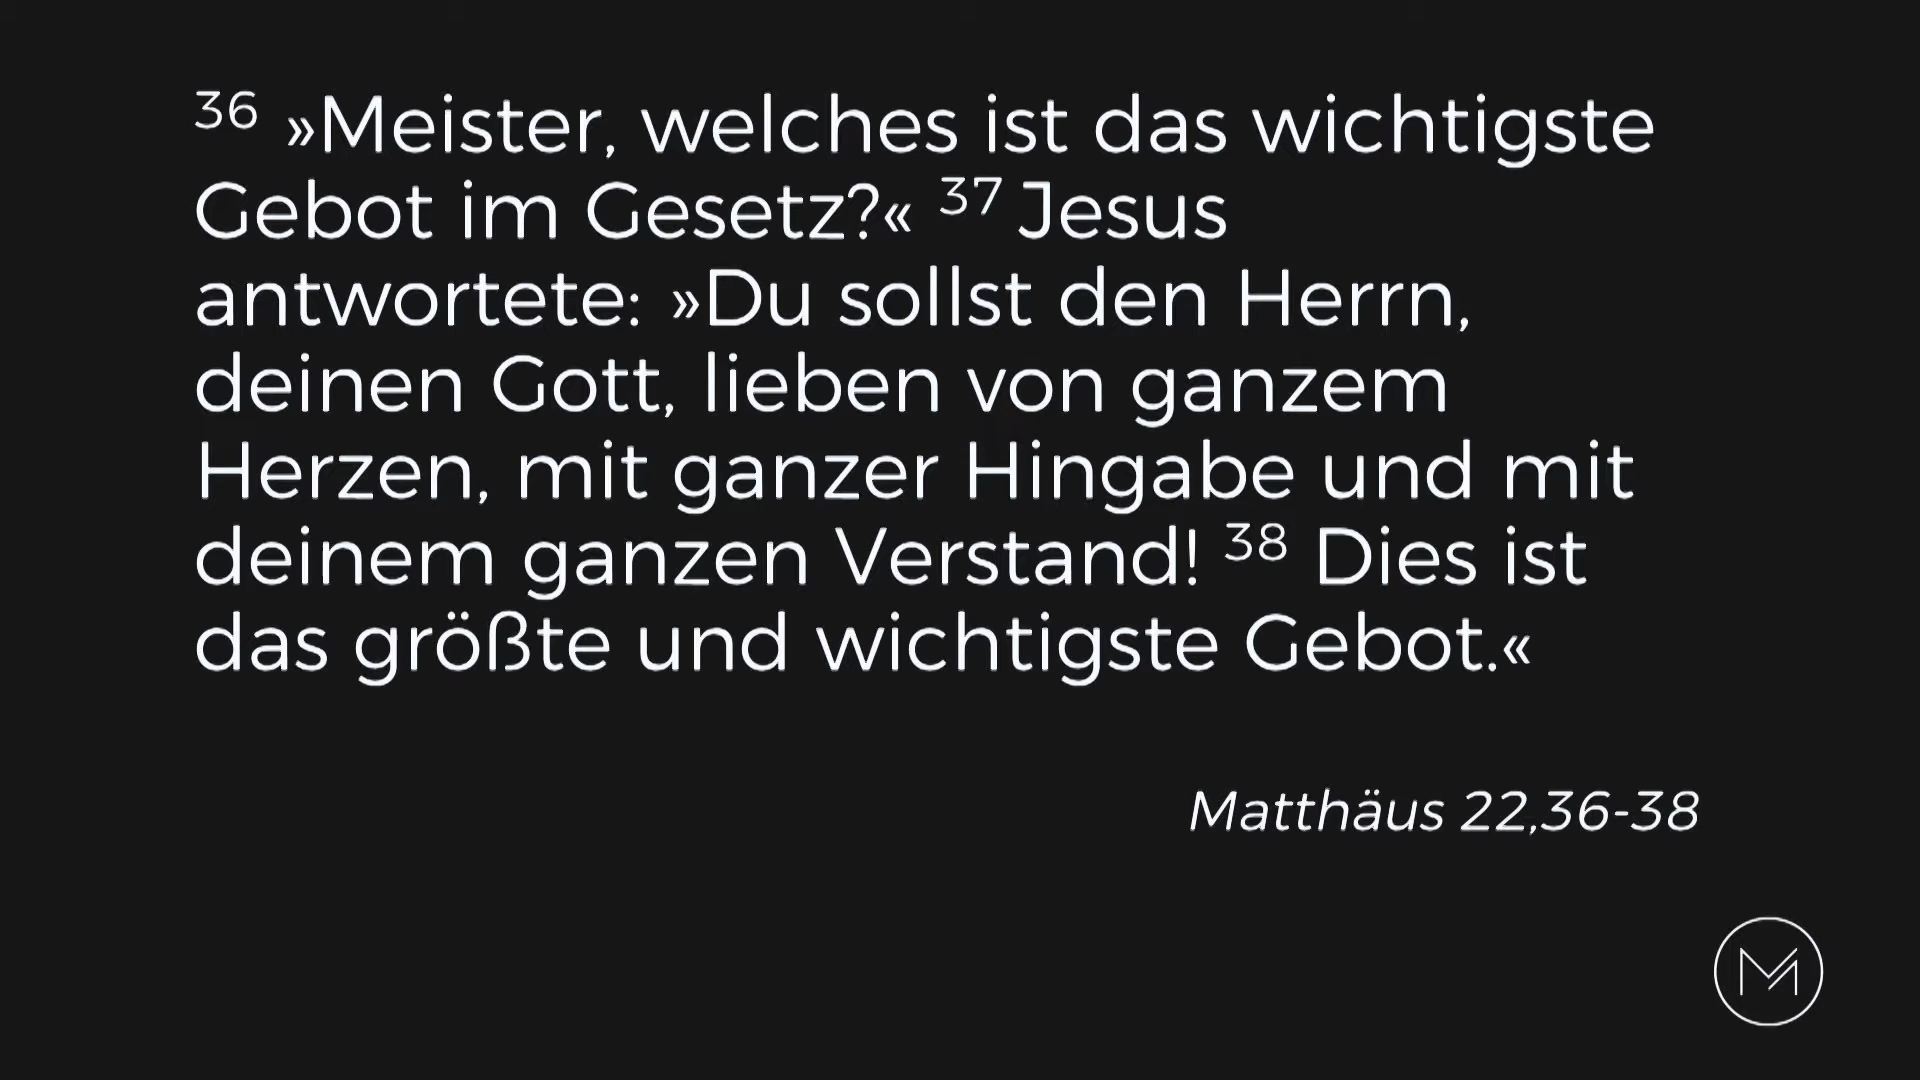 36 »Meister, welches ist das wichtigste
Gebot im Gesetz?« 37 Jesus
antwortete: »Du sollst den Herrn,
deinen Gott, lieben von ganzem
Herzen, mit ganzer Hingabe und mit
deinem ganzen Verstand! 38 Dies ist
das größte und wichtigste Gebot.«
Matthäus 22,36-38
M